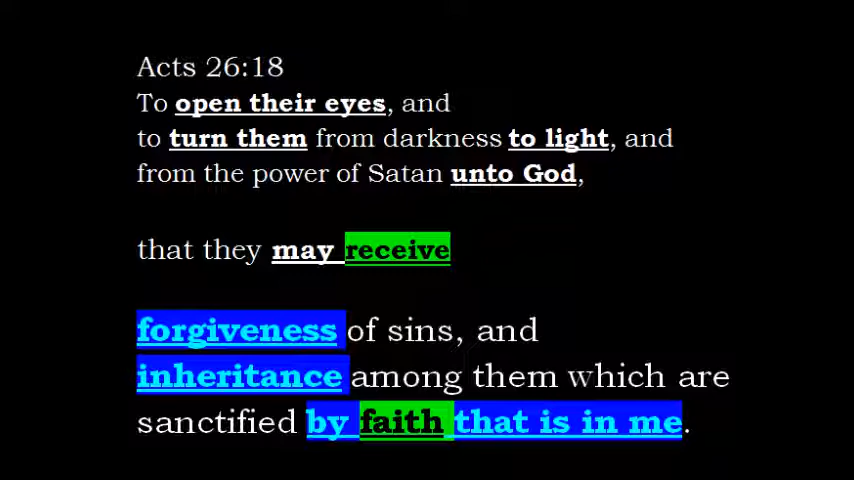 Acts 26:18
To open their eyes, and
to turn them from darkness to light, and
from the power of Satan unto God,
that they may receive
forgiveness of sins, and
inheritance among them which are
sanctified by faith that is in me.